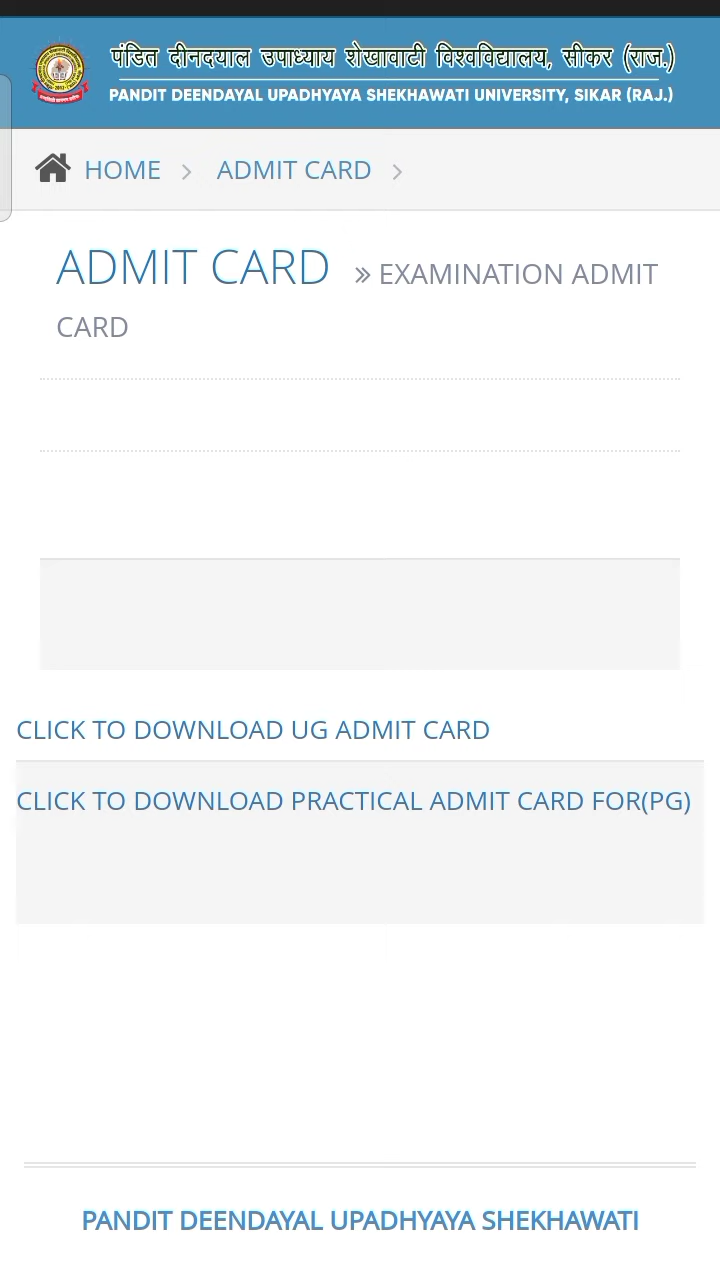 पंडित दीनदयाल उपाध्याय शेखावाटी विश्वविद्यालय, सीकर (राज.)
PANDIT DEENDAYAL UPADHYAYA SHEKHAWATI UNIVERSITY, SIKAR (RAJ.)
HOME > ADMIT CARD >
ADMIT CARD » EXAMINATION ADMIT
CARD
CLICK TO DOWNLOAD UG ADMIT CARD
CLICK TO DOWNLOAD PRACTICAL ADMIT CARD FOR(PG)
PANDIT DEENDAYAL UPADHYAYA SHEKHAWATI